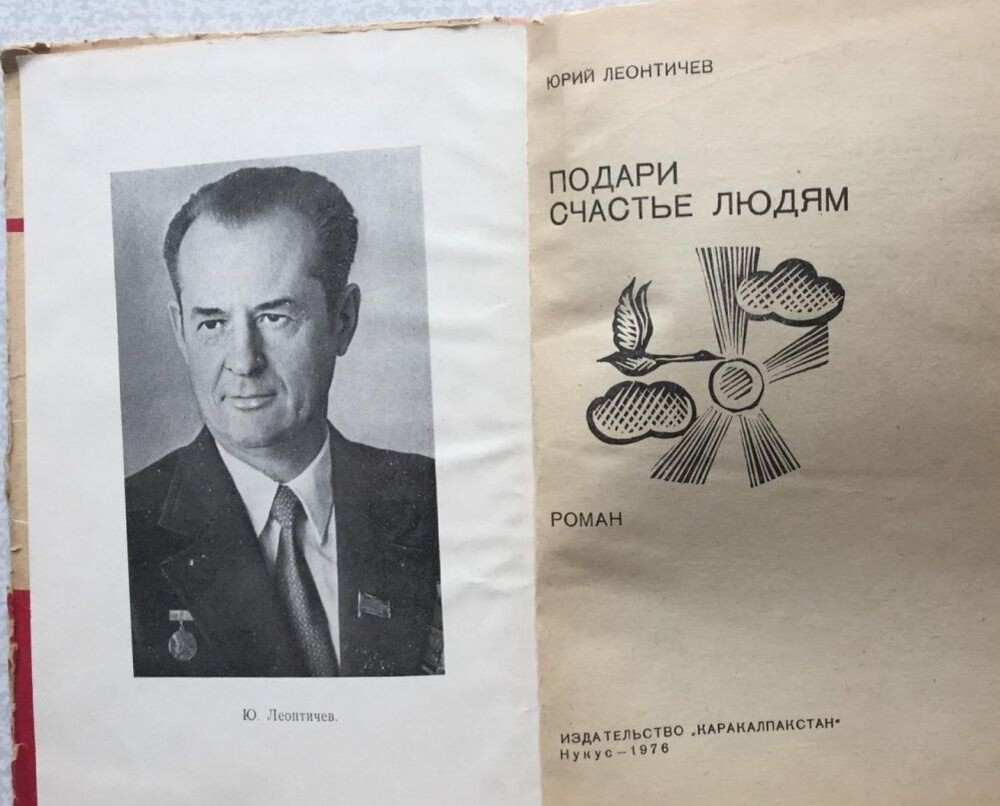 Ю. Леонтичев.
ЮРИЙ ЛЕОНТИЧЕВ
ПОДАРИ
СЧАСТЬЕ ЛЮДЯМ
РОМАН
ИЗДАТЕЛЬСТВО „КАРАКАЛПАКСТАН“
Нукус — 1976